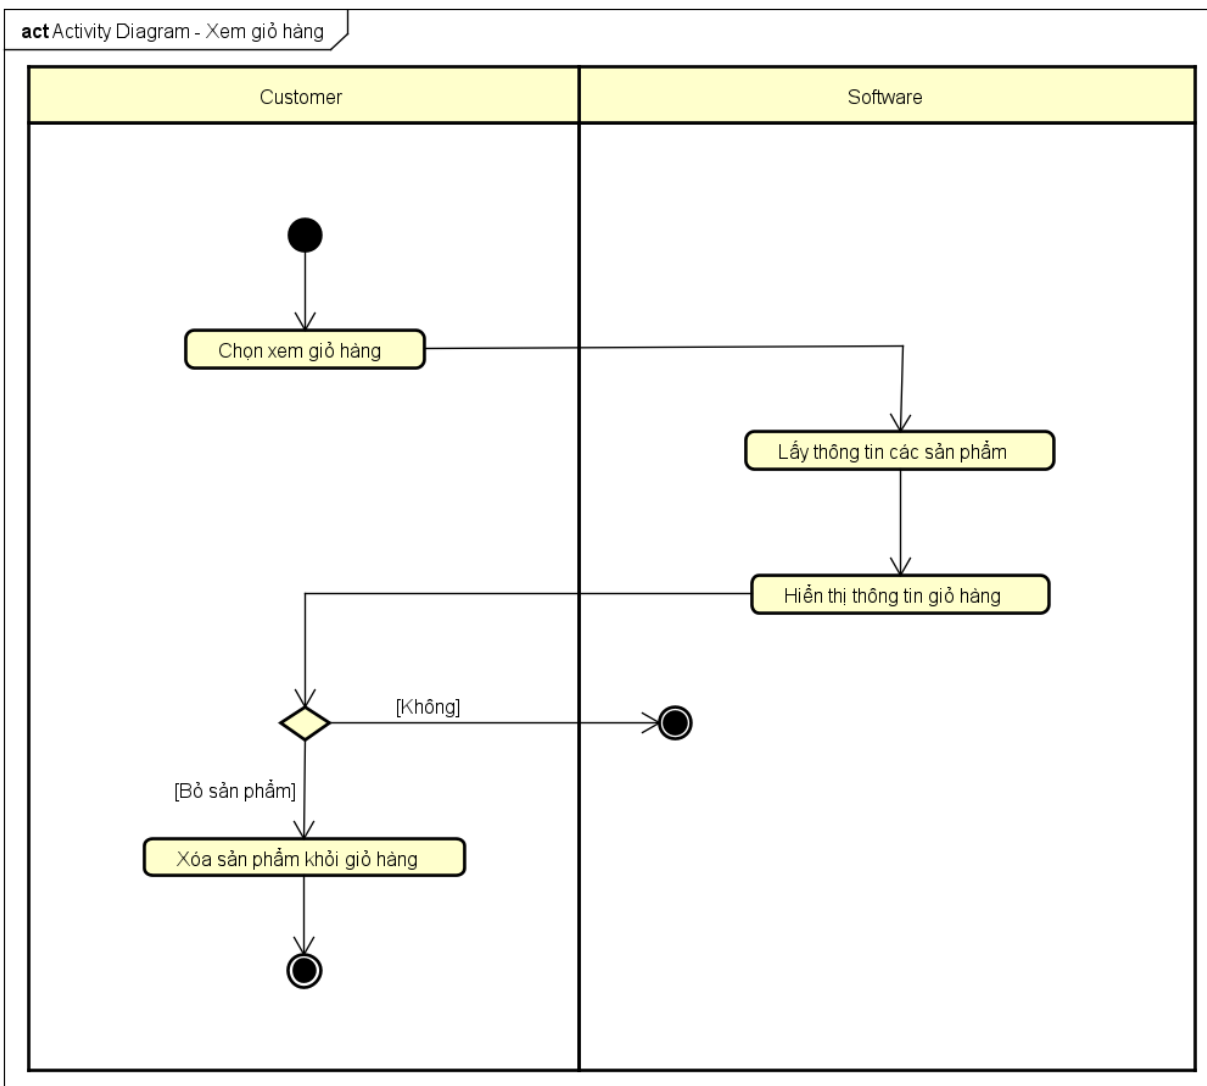 act Activity Diagram - Xem giỏ hàng
Customer
Software
Chọn xem giỏ hàng
Lấy thông tin các sản phẩm
Hiển thị thông tin giỏ hàng
[Không]
[Bỏ sản phẩm]
Xóa sản phẩm khỏi giỏ hàng